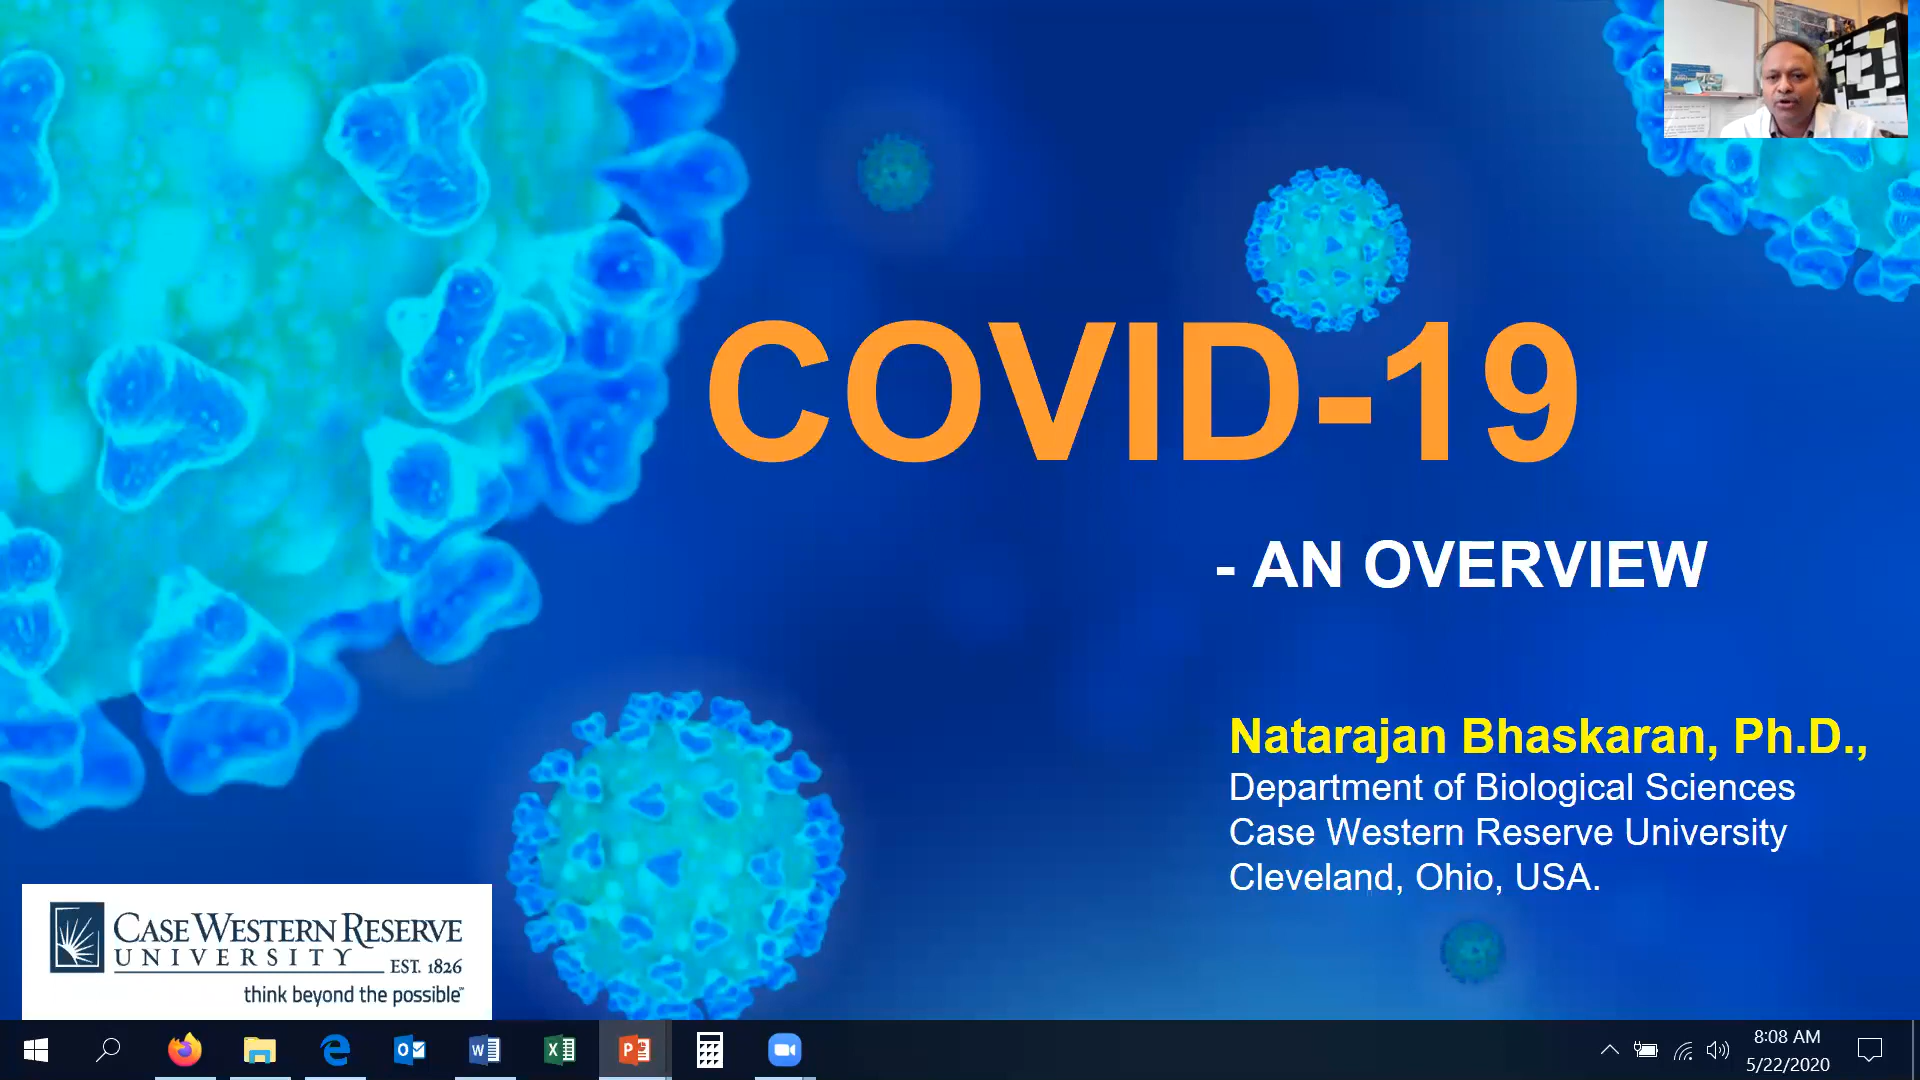 COVID-19
- AN OVERVIEW
Natarajan Bhaskaran, Ph.D.,
Department of Biological Sciences
Case Western Reserve University
Cleveland, Ohio, USA.
CASE WESTERN RESERVE
UNIVERSITY
EST. 1826
think beyond the possible™
8:08 AM
5/22/2020